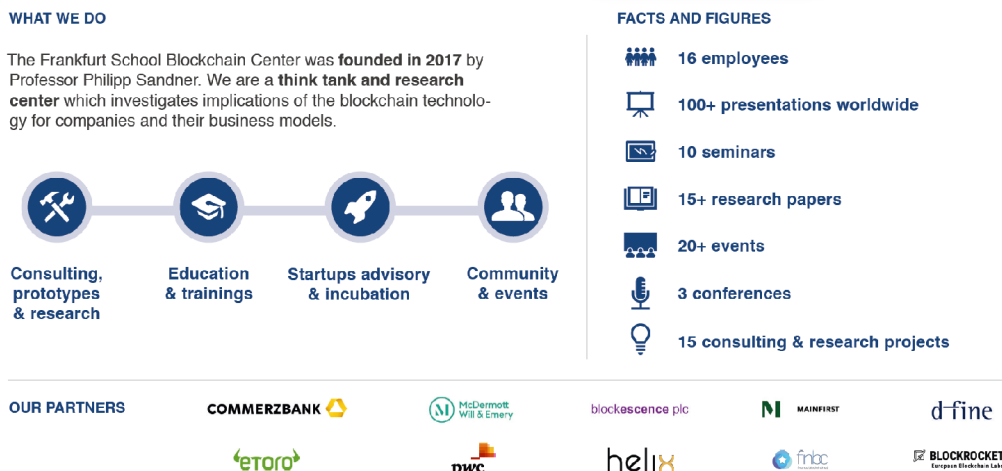 WHAT WE DO
The Frankfurt School Blockchain Center was founded in 2017 by
Professor Philipp Sandner. We are a think tank and research
center which investigates implications of the blockchain technolo-
gy for companies and their business models.
Consulting,
prototypes
& research
Education
& trainings
Startups advisory
& incubation
Community
& events
FACTS AND FIGURES
16 employees
100+ presentations worldwide
10 seminars
15+ research papers
20+ events
3 conferences
15 consulting & research projects
OUR PARTNERS
COMMERZBANK
M McDermott
Will & Emery
blockescence plc
M MAINFIRST
d-fine
eToro
pwc
helix
fnbc
BLOCKROCKET
European Blockchain Lab